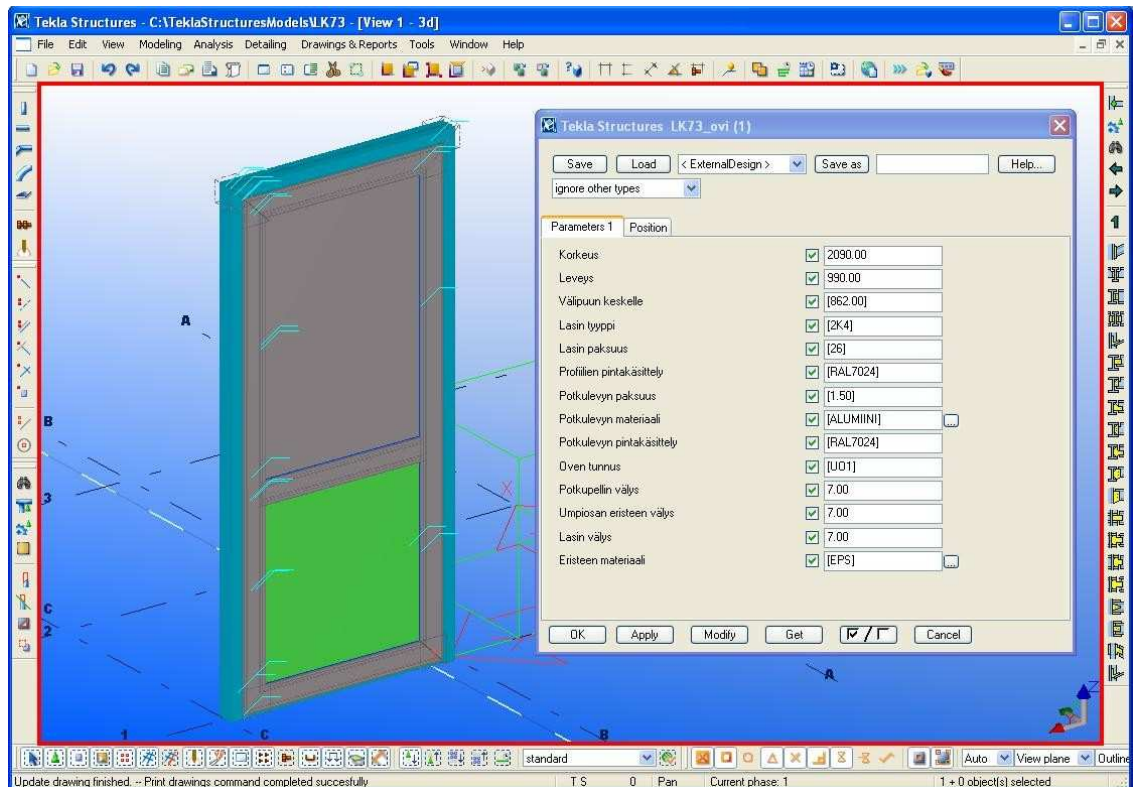 Tekla Structures - C:\TeklaStructuresModels\LK73 - [View 1 - 3d]
File Edit View Modeling Analysis Detailing Drawings & Reports Tools Window Help
Tekla Structures LK73_ovi (1)
Save Load < ExternalDesign > Save as Help...
ignore other types
Parameters 1 Position
Korkeus 2090.00
Leveys 990.00
Välipuun keskelle [862.00]
Lasin tyyppi [2K4]
Lasin paksuus [26]
Profiilien pintakäsittely [RAL7024]
Potkulevyn paksuus [1.50]
Potkulevyn materiaali [ALUMIINI] ...
Potkulevyn pintakäsittely [RAL7024]
Oven tunnus [UO1]
Potkupellin välys 7.00
Umpiosan eristeen välys 7.00
Lasin välys 7.00
Eristeen materiaali [EPS] ...
OK Apply Modify Get / Cancel
A
B
3
X
C
2
A
Z
1 C B
standard Auto View plane Outline
Update drawing finished. -- Print drawings command completed succesfully T S 0 Pan Current phase: 1 1 + 0 object(s) selected